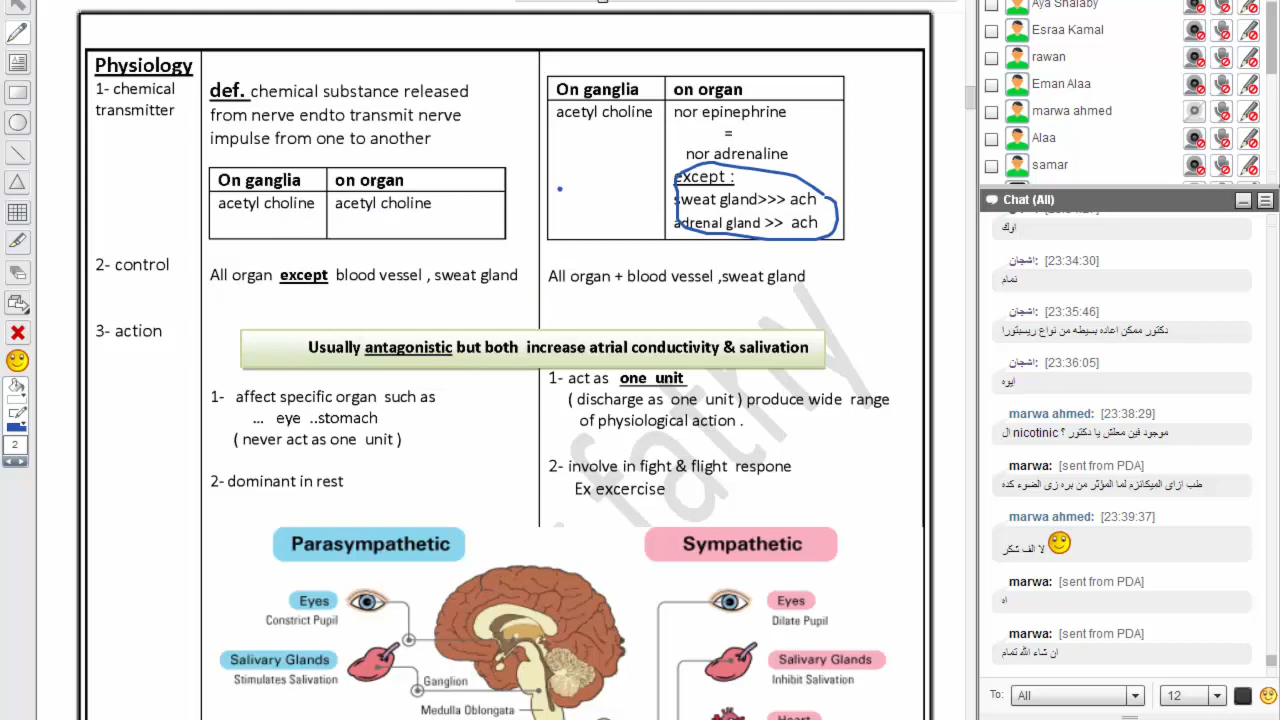 Physiology
1- chemical
transmitter
def. chemical substance released
from nerve endto transmit nerve
impulse from one to another
On ganglia on organ
acetyl choline acetyl choline
On ganglia on organ
acetyl choline nor epinephrine
=
nor adrenaline
except :
sweat gland>>> ach
adrenal gland >> ach
2- control
All organ except blood vessel , sweat gland
All organ + blood vessel ,sweat gland
3- action
Usually antagonistic but both increase atrial conductivity & salivation
1- affect specific organ such as
... eye ..stomach
( never act as one unit )
2- dominant in rest
1- act as one unit
( discharge as one unit ) produce wide range
of physiological action .
2- involve in fight & flight respone
Ex excercise
fathy
Parasympathetic
Eyes
Constrict Pupil
Salivary Glands
Stimulates Salivation
Ganglion
Medulla Oblongata
Sympathetic
Eyes
Dilate Pupil
Salivary Glands
Inhibit Salivation
Heart
2
Aya Shalaby
Esraa Kamal
rawan
Eman Alaa
marwa ahmed
Alaa
samar
Chat (All)
اوك
اشجان: [23:34:30]
تمام
اشجان: [23:35:46]
دكتور ممكن اعاده بسيطه من نواع ريسبتورا
اشجان: [23:36:05]
ايوه
marwa ahmed: [23:38:29]
ال nicotinic موجود فين معلش يا دكتور ؟
marwa: [sent from PDA]
طب ازاى الميكانزم لما المؤثر من بره زى الضوء كده
marwa ahmed: [23:39:37]
لا الف شكر
marwa: [sent from PDA]
اه
marwa: [sent from PDA]
ان شاء الله تمام
To: All 12